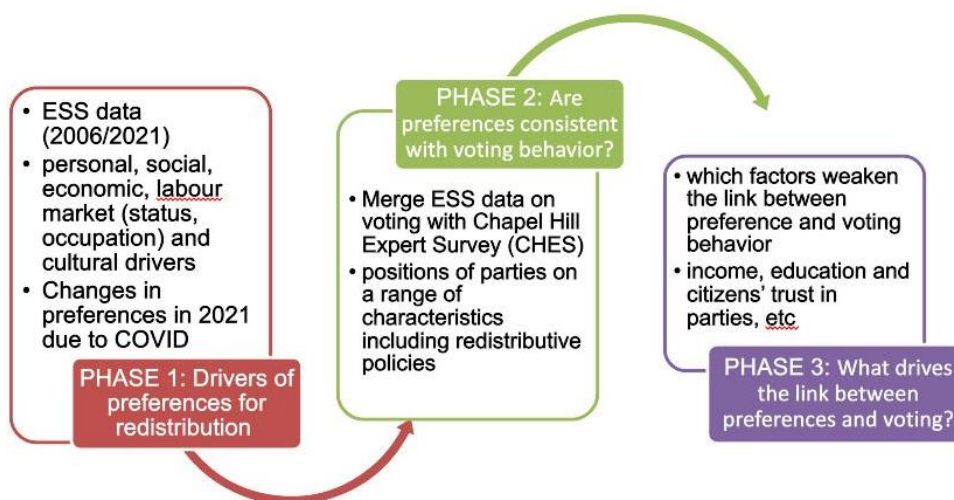 • ESS data
(2006/2021)
• personal, social,
economic, labour
market (status,
occupation) and
cultural drivers
• Changes in
preferences in 2021
due to COVID
PHASE 1: Drivers of
preferences for
redistribution
PHASE 2: Are
preferences consistent
with voting behavior?
• Merge ESS data on
voting with Chapel Hill
Expert Survey (CHES)
• positions of parties on
a range of
characteristics
including redistributive
policies
• which factors weaken
the link between
preference and voting
behavior
• income, education and
citizens’ trust in
parties, etc
PHASE 3: What drives
the link between
preferences and voting?